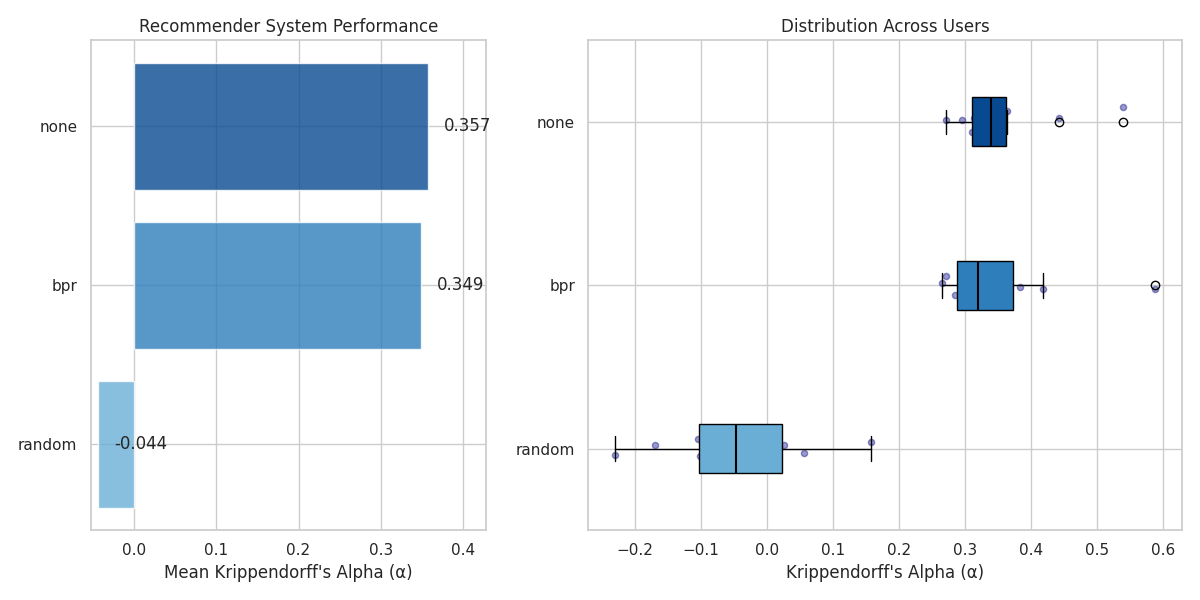 Recommender System Performance
none
bpr
random
0.357
0.349
-0.044
0.0 0.1 0.2 0.3 0.4
Mean Krippendorff's Alpha (α)
Distribution Across Users
none
bpr
random
−0.2 −0.1 0.0 0.1 0.2 0.3 0.4 0.5 0.6
Krippendorff's Alpha (α)